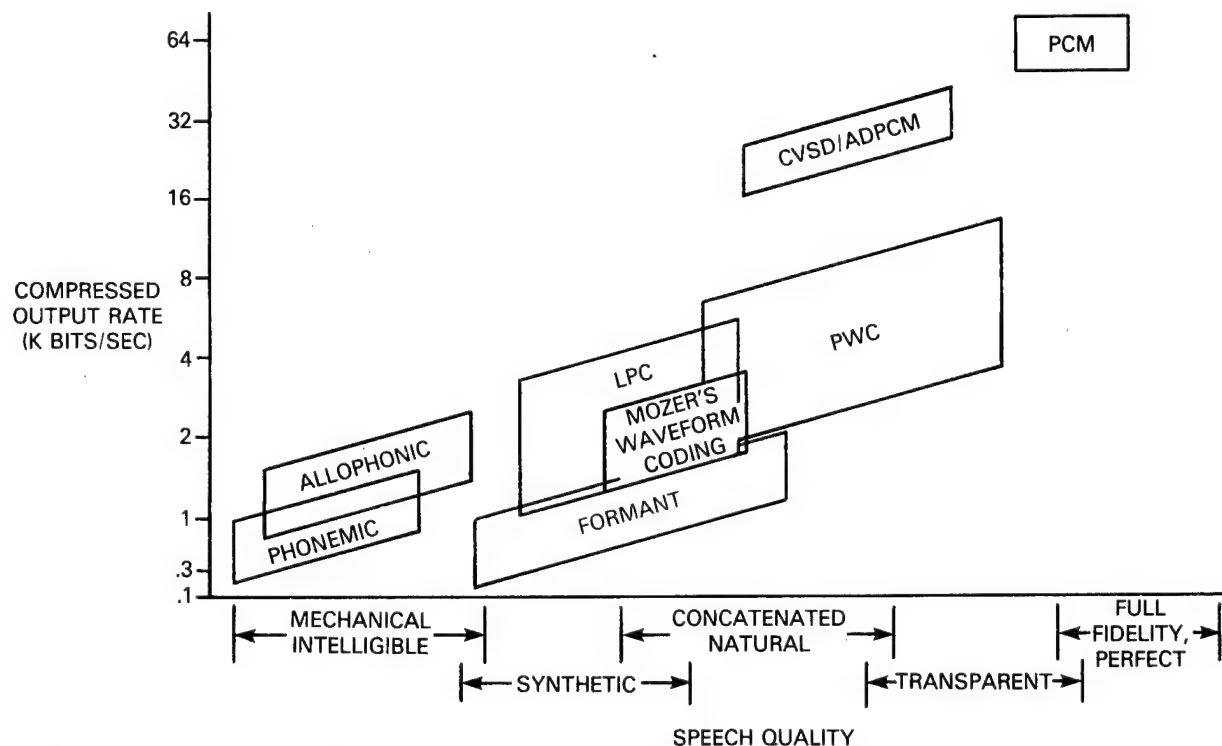 64
32
16
8
4
2
1
.3
.1
COMPRESSED
OUTPUT RATE
(K BITS/SEC)
PCM
CVSD/ADPCM
PWC
LPC
MOZER'S
WAVEFORM
CODING
FORMANT
ALLOPHONIC
PHONEMIC
MECHANICAL
INTELLIGIBLE
SYNTHETIC
CONCATENATED
NATURAL
TRANSPARENT
FULL
FIDELITY,
PERFECT
SPEECH QUALITY